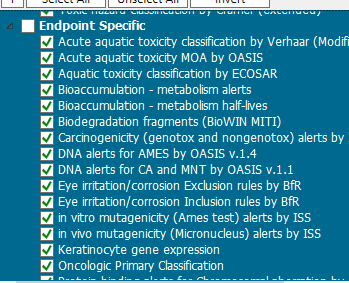 Select All Unselect All Invert
Toxic hazard classification by Cramer (extended)
Endpoint Specific
Acute aquatic toxicity classification by Verhaar (Modifi
Acute aquatic toxicity MOA by OASIS
Aquatic toxicity classification by ECOSAR
Bioaccumulation - metabolism alerts
Bioaccumulation - metabolism half-lives
Biodegradation fragments (BioWIN MITI)
Carcinogenicity (genotox and nongenotox) alerts by
DNA alerts for AMES by OASIS v.1.4
DNA alerts for CA and MNT by OASIS v.1.1
Eye irritation/corrosion Exclusion rules by BfR
Eye irritation/corrosion Inclusion rules by BfR
in vitro mutagenicity (Ames test) alerts by ISS
in vivo mutagenicity (Micronucleus) alerts by ISS
Keratinocyte gene expression
Oncologic Primary Classification
Protein binding alerts for Chromosomal aberration by